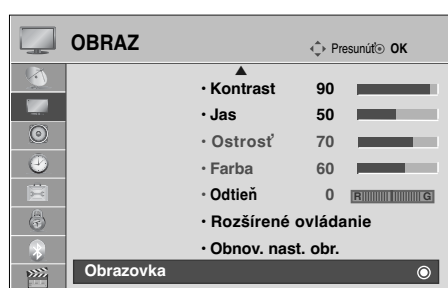 OBRAZ
Presunúť OK
Kontrast 90
Jas 50
Ostrosť 70
Farba 60
Odtieň 0 R G
Rozšírené ovládanie
Obnov. nast. obr.
Obrazovka